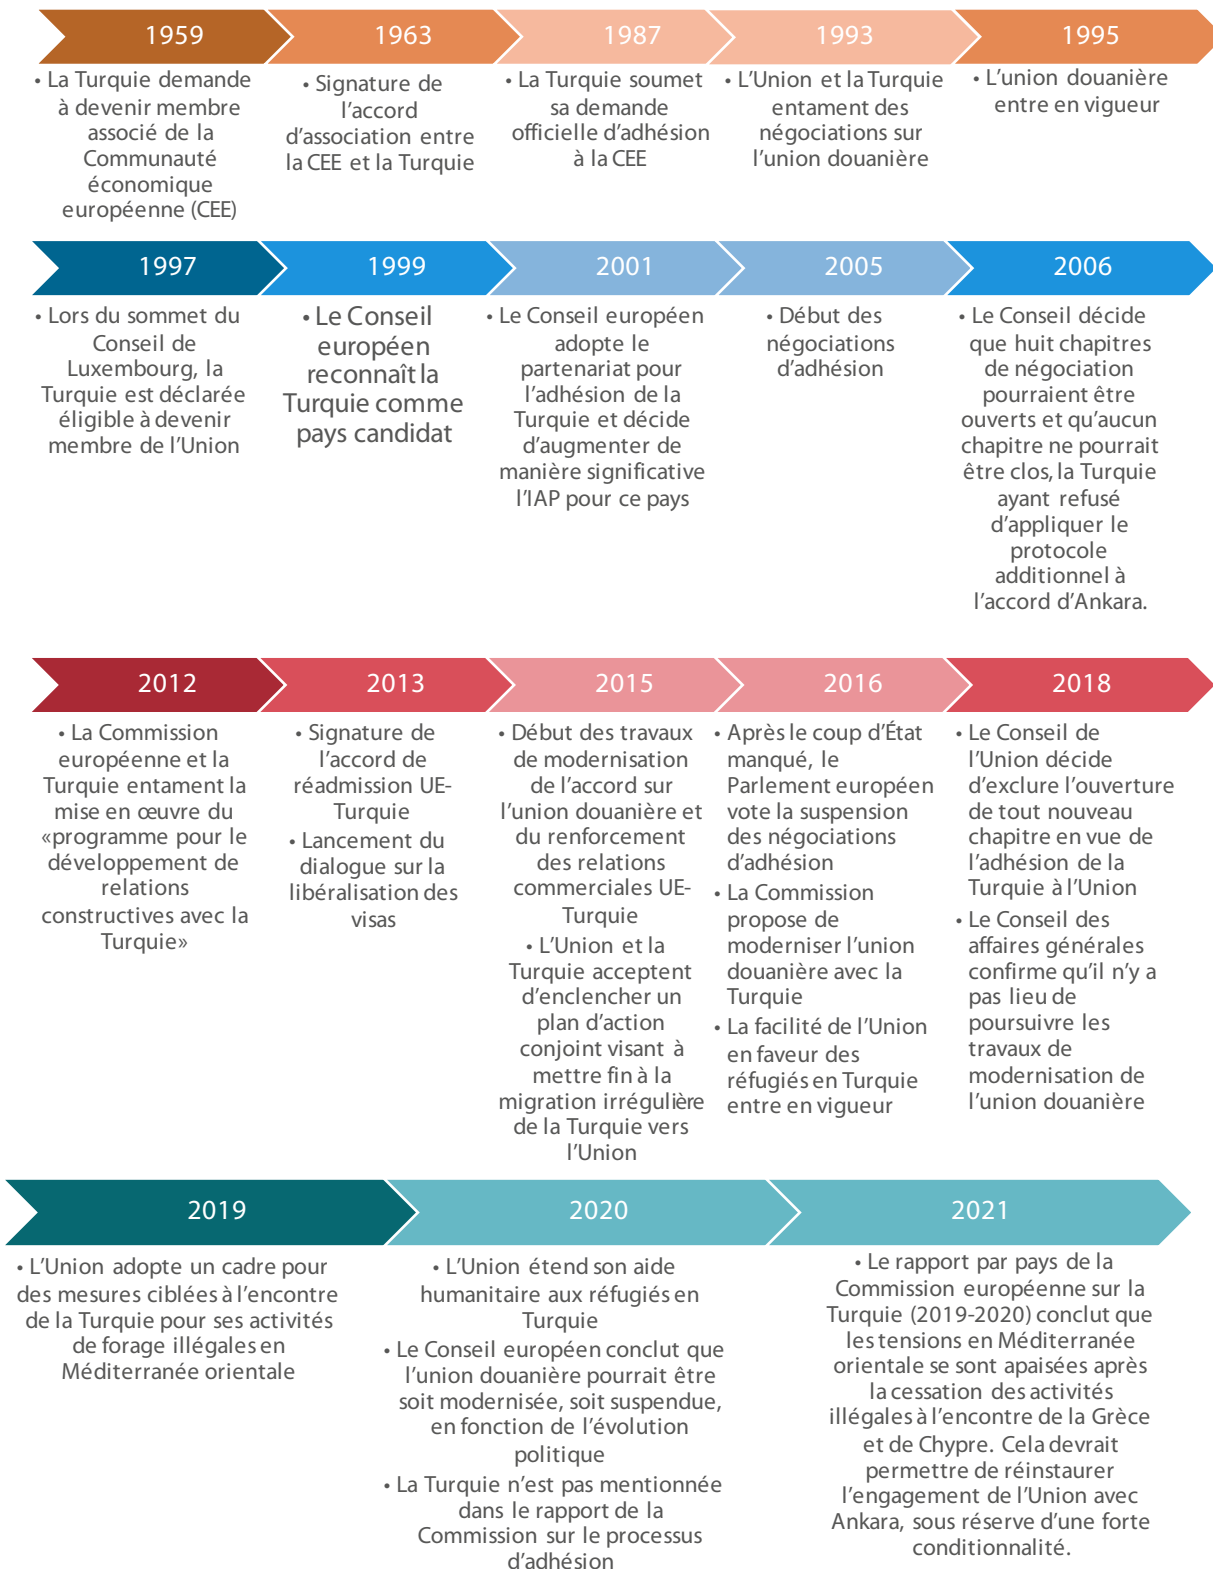 1959
• La Turquie demande
à devenir membre
associé de la
Communauté
économique
européenne (CEE)
1963
• Signature de
l'accord
d'association entre
la CEE et la Turquie
1987
• La Turquie soumet
sa demande
officielle d'adhésion
à la CEE
1993
• L'Union et la Turquie
entament des
négociations sur
l'union douanière
1995
• L'union douanière
entre en vigueur
1997
• Lors du sommet du
Conseil de
Luxembourg, la
Turquie est déclarée
éligible à devenir
membre de l'Union
1999
• Le Conseil
européen
reconnaît la
Turquie comme
pays candidat
2001
• Le Conseil européen
adopte le
partenariat pour
l'adhésion de la
Turquie et décide
d'augmenter de
manière significative
l'IAP pour ce pays
2005
• Début des
négociations
d'adhésion
2006
• Le Conseil décide
que huit chapitres
de négociation
pourraient être
ouverts et qu'aucun
chapitre ne pourrait
être clos, la Turquie
ayant refusé
d'appliquer le
protocole
additionnel à
l'accord d'Ankara.
2012
• La Commission
européenne et la
Turquie entament la
mise en œuvre du
«programme pour le
développement de
relations
constructives avec la
Turquie»
2013
• Signature de
l'accord de
réadmission UE-
Turquie
• Lancement du
dialogue sur la
libéralisation des
visas
2015
• Début des travaux
de modernisation
de l'accord sur
l'union douanière et
du renforcement
des relations
commerciales UE-
Turquie
• L'Union et la
Turquie acceptent
d'enclencher un
plan d'action
conjoint visant à
mettre fin à la
migration irrégulière
de la Turquie vers
l'Union
2016
• Après le coup d'État
manqué, le
Parlement européen
vote la suspension
des négociations
d'adhésion
• La Commission
propose de
moderniser l'union
douanière avec la
Turquie
• La facilité de l'Union
en faveur des
réfugiés en Turquie
entre en vigueur
2018
• Le Conseil de
l'Union décide
d'exclure l'ouverture
de tout nouveau
chapitre en vue de
l'adhésion de la
Turquie à l'Union
• Le Conseil des
affaires générales
confirme qu'il n'y a
pas lieu de
poursuivre les
travaux de
modernisation de
l'union douanière
2019
• L'Union adopte un cadre pour
des mesures ciblées à l'encontre
de la Turquie pour ses activités
de forage illégales en
Méditerranée orientale
2020
• L'Union étend son aide
humanitaire aux réfugiés en
Turquie
• Le Conseil européen conclut que
l'union douanière pourrait être
soit modernisée, soit suspendue,
en fonction de l'évolution
politique
• La Turquie n'est pas mentionnée
dans le rapport de la
Commission sur le processus
d'adhésion
2021
• Le rapport par pays de la
Commission européenne sur la
Turquie (2019-2020) conclut que
les tensions en Méditerranée
orientale se sont apaisées après
la cessation des activités
illégales à l'encontre de la Grèce
et de Chypre. Cela devrait
permettre de réinstaurer
l'engagement de l'Union avec
Ankara, sous réserve d'une forte
conditionnalité.